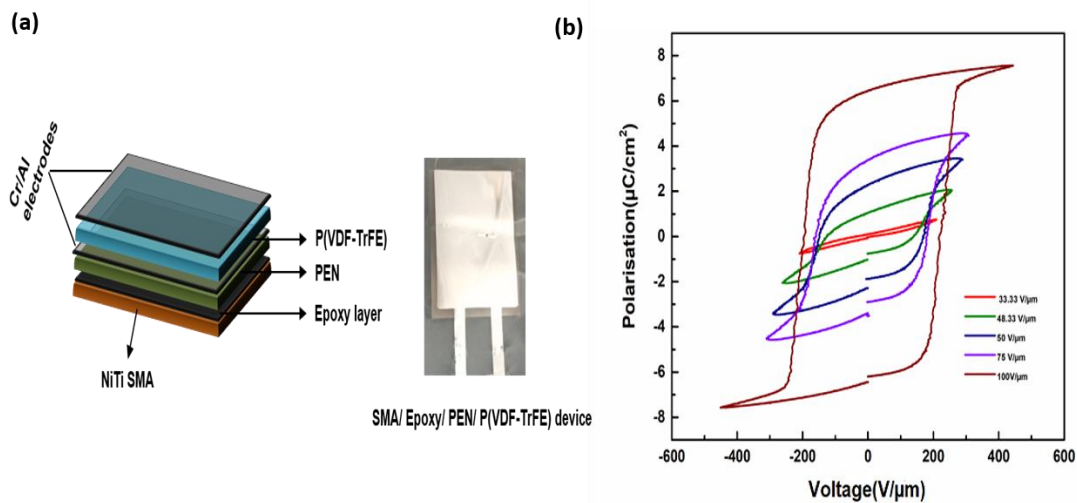 (a)
Cr/Al
electrodes
P(VDF-TrFE)
PEN
Epoxy layer
NiTi SMA
SMA/ Epoxy/ PEN/ P(VDF-TrFE) device
(b)
Polarisation(µC/cm²)
8
6
4
2
0
-2
-4
-6
-8
33.33 V/µm
48.33 V/µm
50 V/µm
75 V/µm
100V/µm
-600
-400
-200
0
200
400
600
Voltage(V/µm)